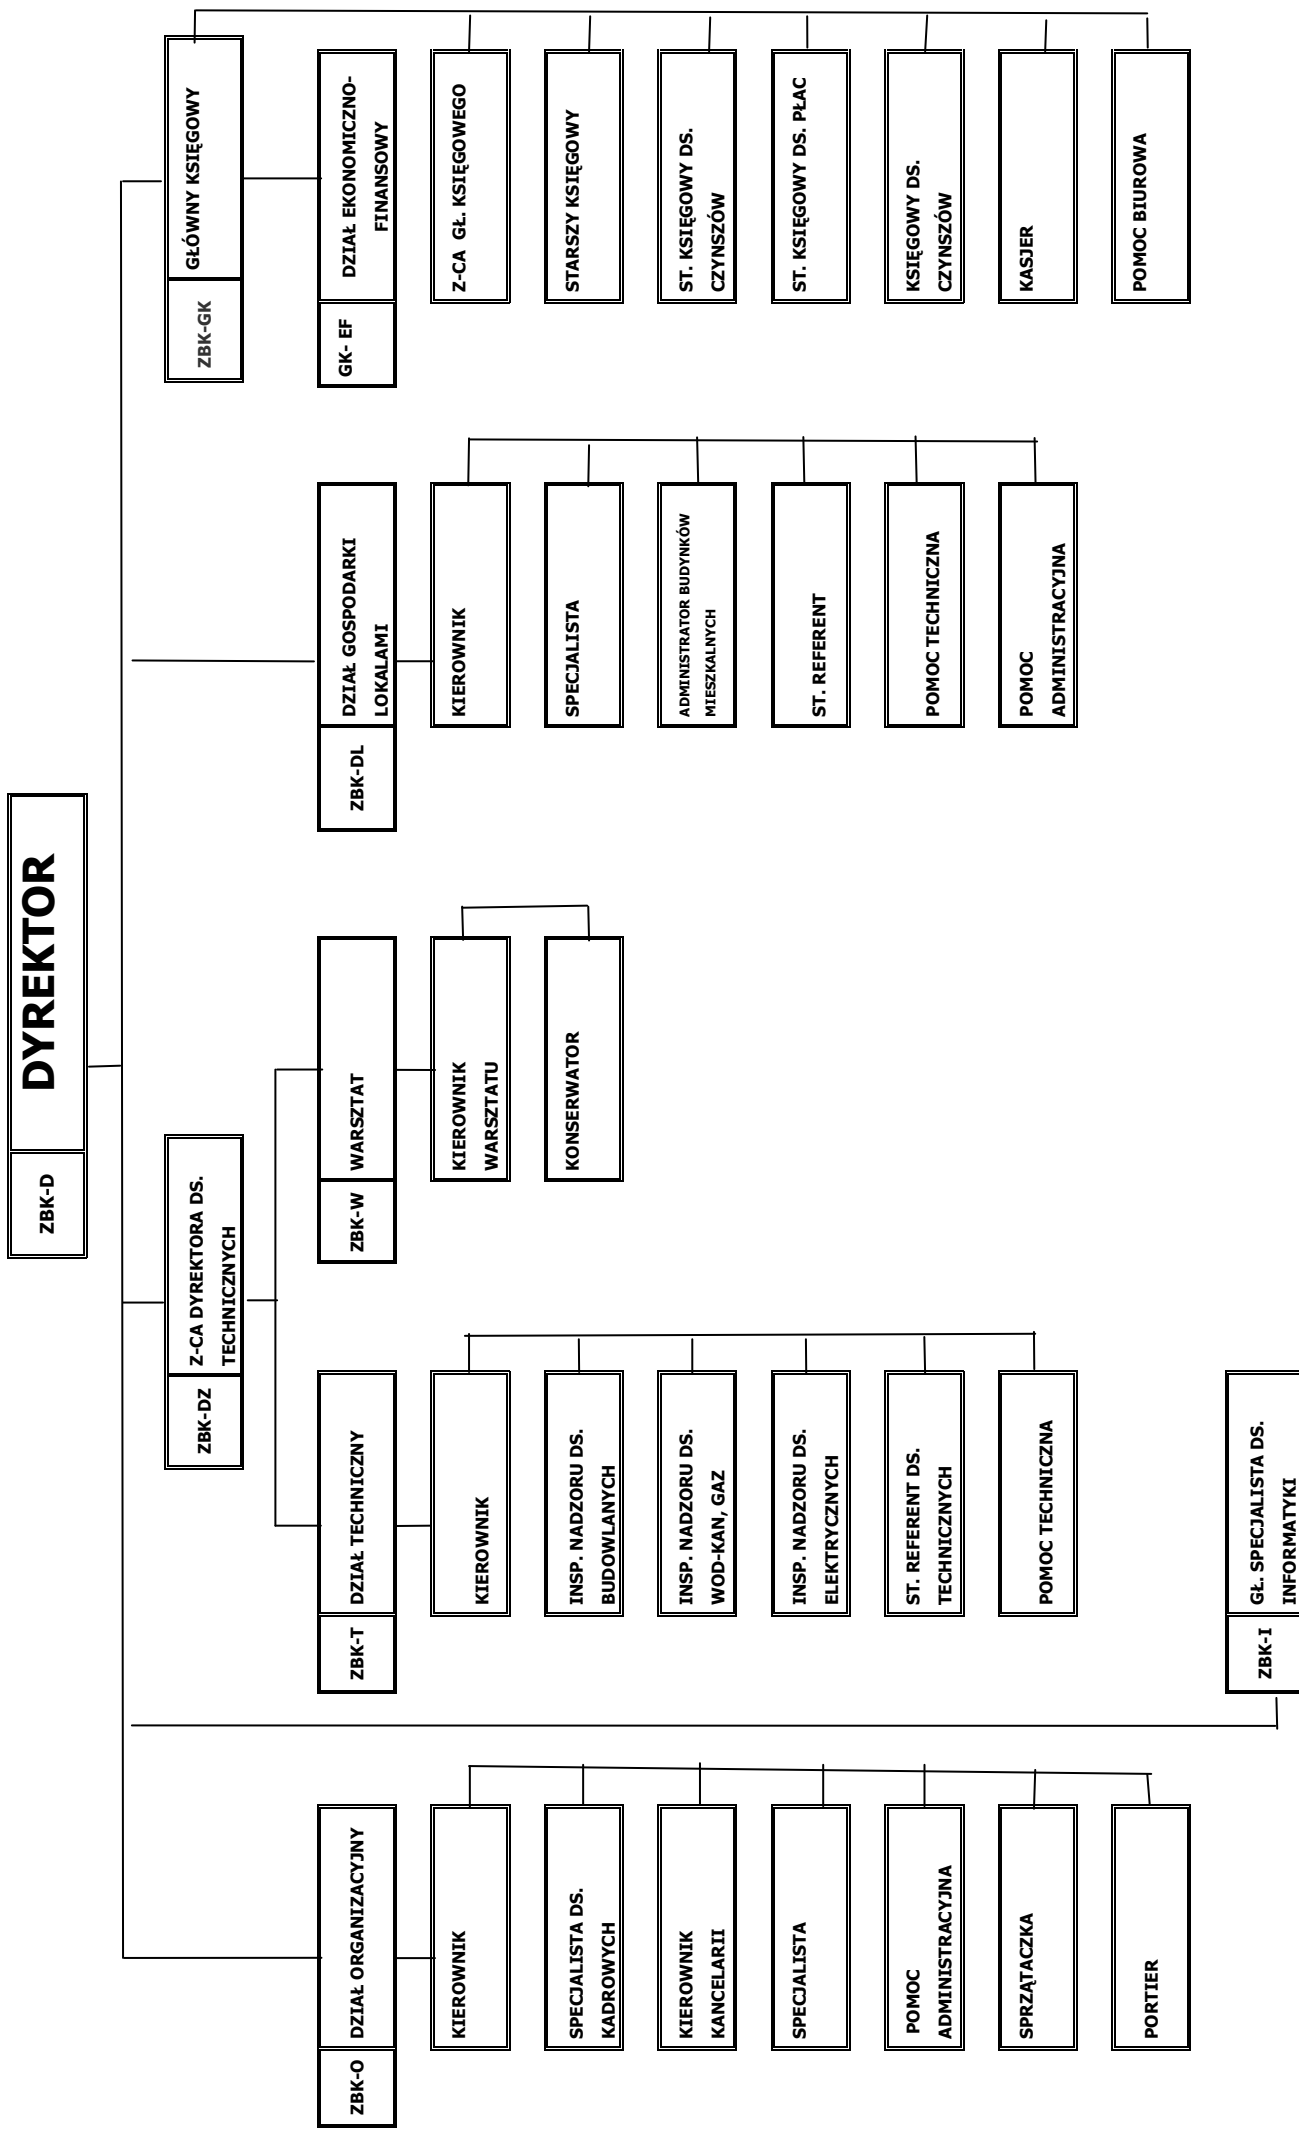 ZBK-D
DYREKTOR
ZBK-DZ
Z-CA DYREKTORA DS.
TECHNICZNYCH
ZBK-GK
GŁÓWNY KSIĘGOWY
ZBK-O
DZIAŁ ORGANIZACYJNY
KIEROWNIK
SPECJALISTA DS.
KADROWYCH
KIEROWNIK
KANCELARII
SPECJALISTA
POMOC
ADMINISTRACYJNA
SPRZĄTACZKA
PORTIER
ZBK-T
DZIAŁ TECHNICZNY
KIEROWNIK
INSP. NADZORU DS.
BUDOWLANYCH
INSP. NADZORU DS.
WOD-KAN, GAZ
INSP. NADZORU DS.
ELEKTRYCZNYCH
ST. REFERENT DS.
TECHNICZNYCH
POMOC TECHNICZNA
ZBK-I
GŁ. SPECJALISTA DS.
INFORMATYKI
ZBK-W
WARSZTAT
KIEROWNIK
WARSZTATU
KONSERWATOR
ZBK-DL
DZIAŁ GOSPODARKI
LOKALAMI
KIEROWNIK
SPECJALISTA
ADMINISTRATOR BUDYNKÓW
MIESZKALNYCH
ST. REFERENT
POMOC TECHNICZNA
POMOC
ADMINISTRACYJNA
GK- EF
DZIAŁ EKONOMICZNO-
FINANSOWY
Z-CA GŁ. KSIĘGOWEGO
STARSZY KSIĘGOWY
ST. KSIĘGOWY DS.
CZYNSZÓW
ST. KSIĘGOWY DS. PŁAC
KSIĘGOWY DS.
CZYNSZÓW
KASJER
POMOC BIUROWA